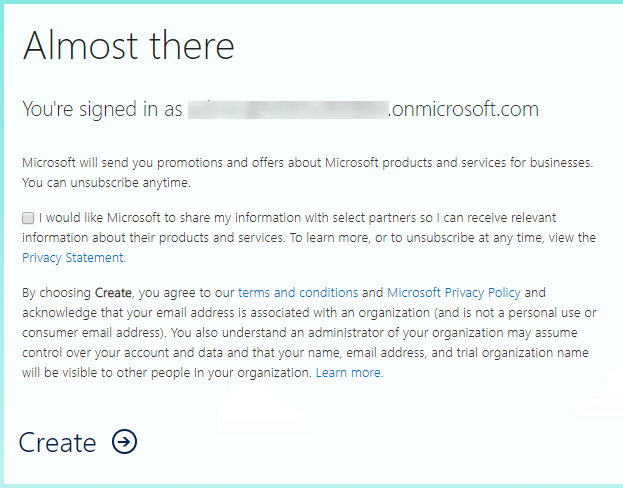 Almost there
You're signed in as .onmicrosoft.com
Microsoft will send you promotions and offers about Microsoft products and services for businesses.
You can unsubscribe anytime.
I would like Microsoft to share my information with select partners so I can receive relevant
information about their products and services. To learn more, or to unsubscribe at any time, view the
Privacy Statement.
By choosing Create, you agree to our terms and conditions and Microsoft Privacy Policy and
acknowledge that your email address is associated with an organization (and is not a personal use or
consumer email address). You also understand an administrator of your organization may assume
control over your account and data and that your name, email address, and trial organization name
will be visible to other people in your organization. Learn more.
Create